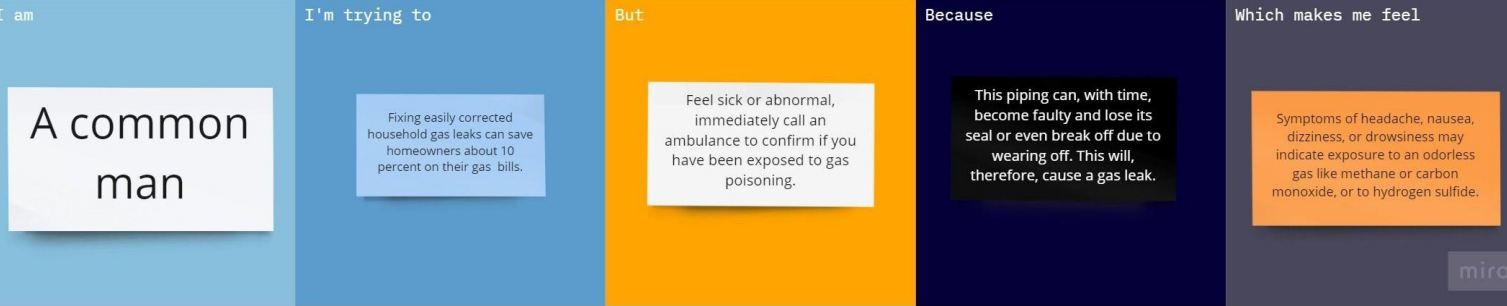 I am
A common
man
I'm trying to
Fixing easily corrected
household gas leaks can save
homeowners about 10
percent on their gas bills.
But
Feel sick or abnormal,
immediately call an
ambulance to confirm if you
have been exposed to gas
poisoning.
Because
This piping can, with time,
become faulty and lose its
seal or even break off due to
wearing off. This will,
therefore, cause a gas leak.
Which makes me feel
Symptoms of headache, nausea,
dizziness, or drowsiness may
indicate exposure to an odorless
gas like methane or carbon
monoxide, or to hydrogen sulfide.
miro